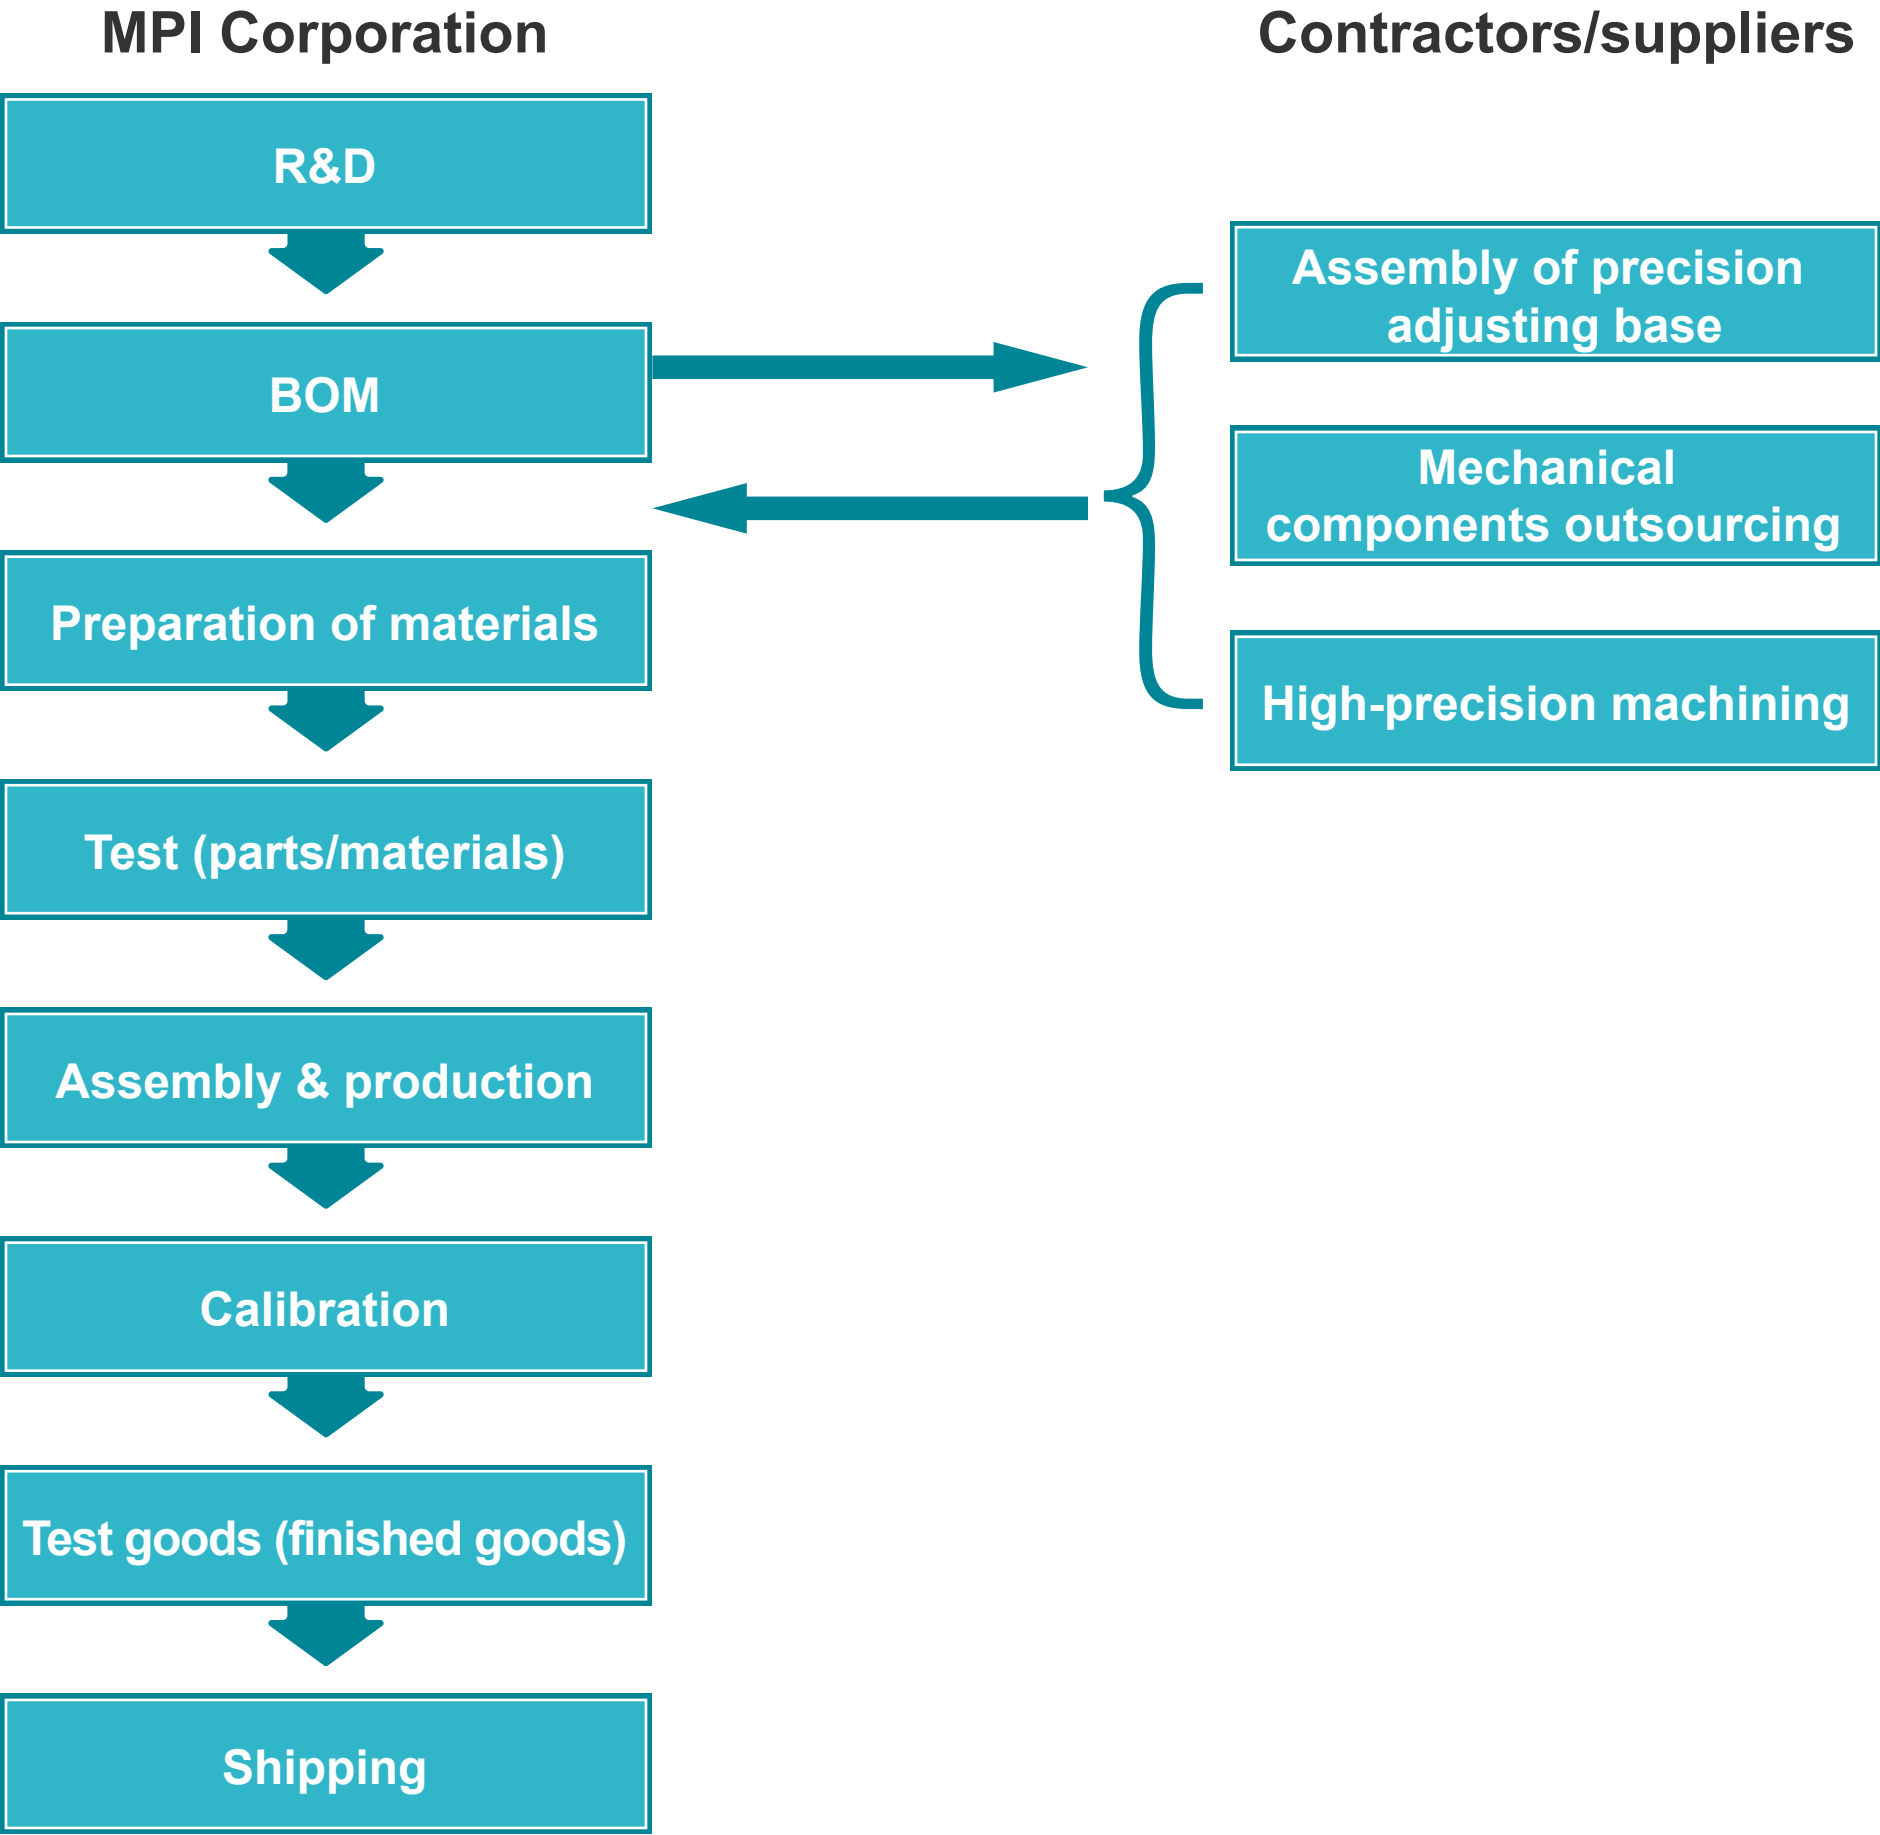 MPI Corporation
Contractors/suppliers
R&D
BOM
Preparation of materials
Test (parts/materials)
Assembly & production
Calibration
Test goods (finished goods)
Shipping
Assembly of precision
adjusting base
Mechanical
components outsourcing
High-precision machining